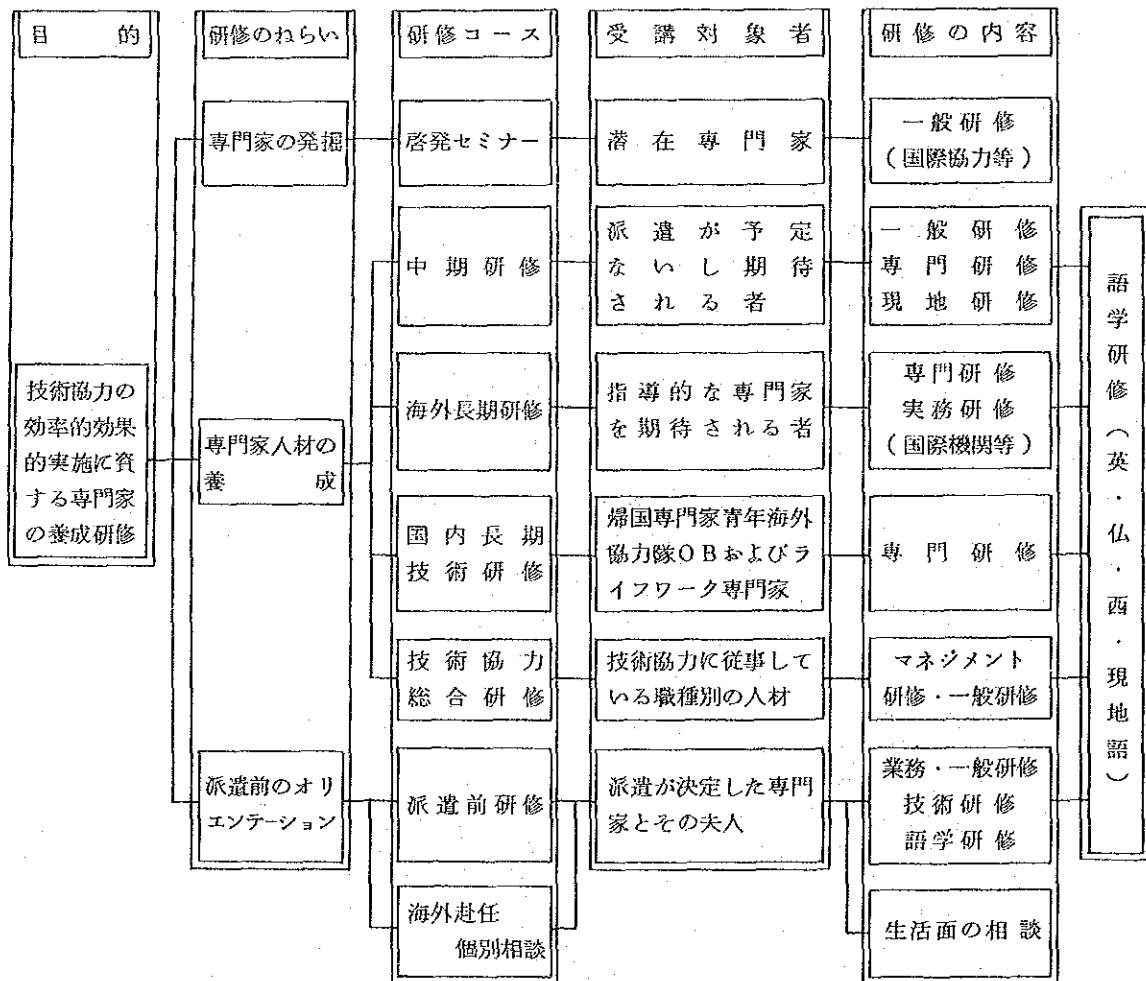 目的
研修のねらい
研修コース
受講対象者
研修の内容
専門家の発掘
啓発セミナー
潜在専門家
一般研修
(国際協力等)
中期研修
派遣が予定
ないし期待
される者
一般研修
専門研修
現地研修
技術協力の
効率的効果
的実施に資
する専門家
の養成研修
専門家人材の
養成
海外長期研修
指導的な専門家
を期待される者
専門研修
実務研修
(国際機関等)
国内長期
技術研修
帰国専門家青年海外
協力隊OBおよびラ
イフワーク専門家
専門研修
技術協力
総合研修
技術協力に従事して
いる職種別の人材
マネジメント
研修・一般研修
派遣前のオリ
エンテーション
派遣前研修
派遣が決定した専門
家とその夫人
業務・一般研修
技術研修
語学研修
海外赴任
個別相談
生活面の相談
語学研修(英・仏・西・現地語)